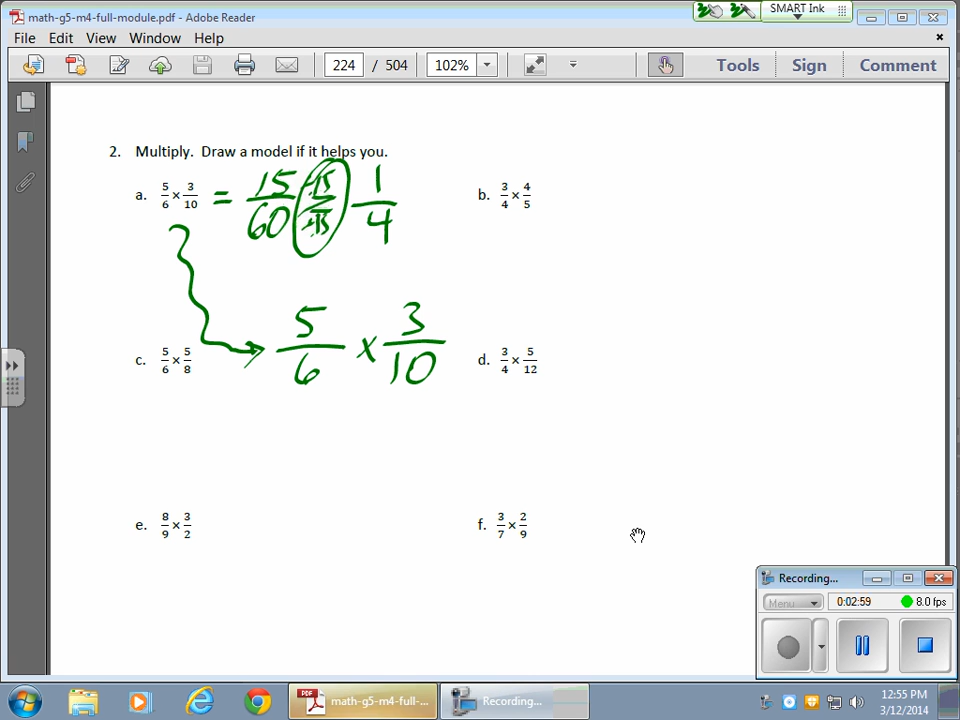 math-g5-m4-full-module.pdf - Adobe Reader
SMART Ink
File Edit View Window Help
224 / 504 102% Tools Sign Comment
2. Multiply. Draw a model if it helps you.
a. 5/6 × 3/10 = 15/60 ÷15/÷15 1/4
b. 3/4 × 4/5
5/6 × 3/10
c. 5/6 × 5/8
d. 3/4 × 5/12
e. 8/9 × 3/2
f. 3/7 × 2/9
Recording...
Menu 0:02:59 8.0 fps
math-g5-m4-full-... Recording... 12:55 PM
3/12/2014